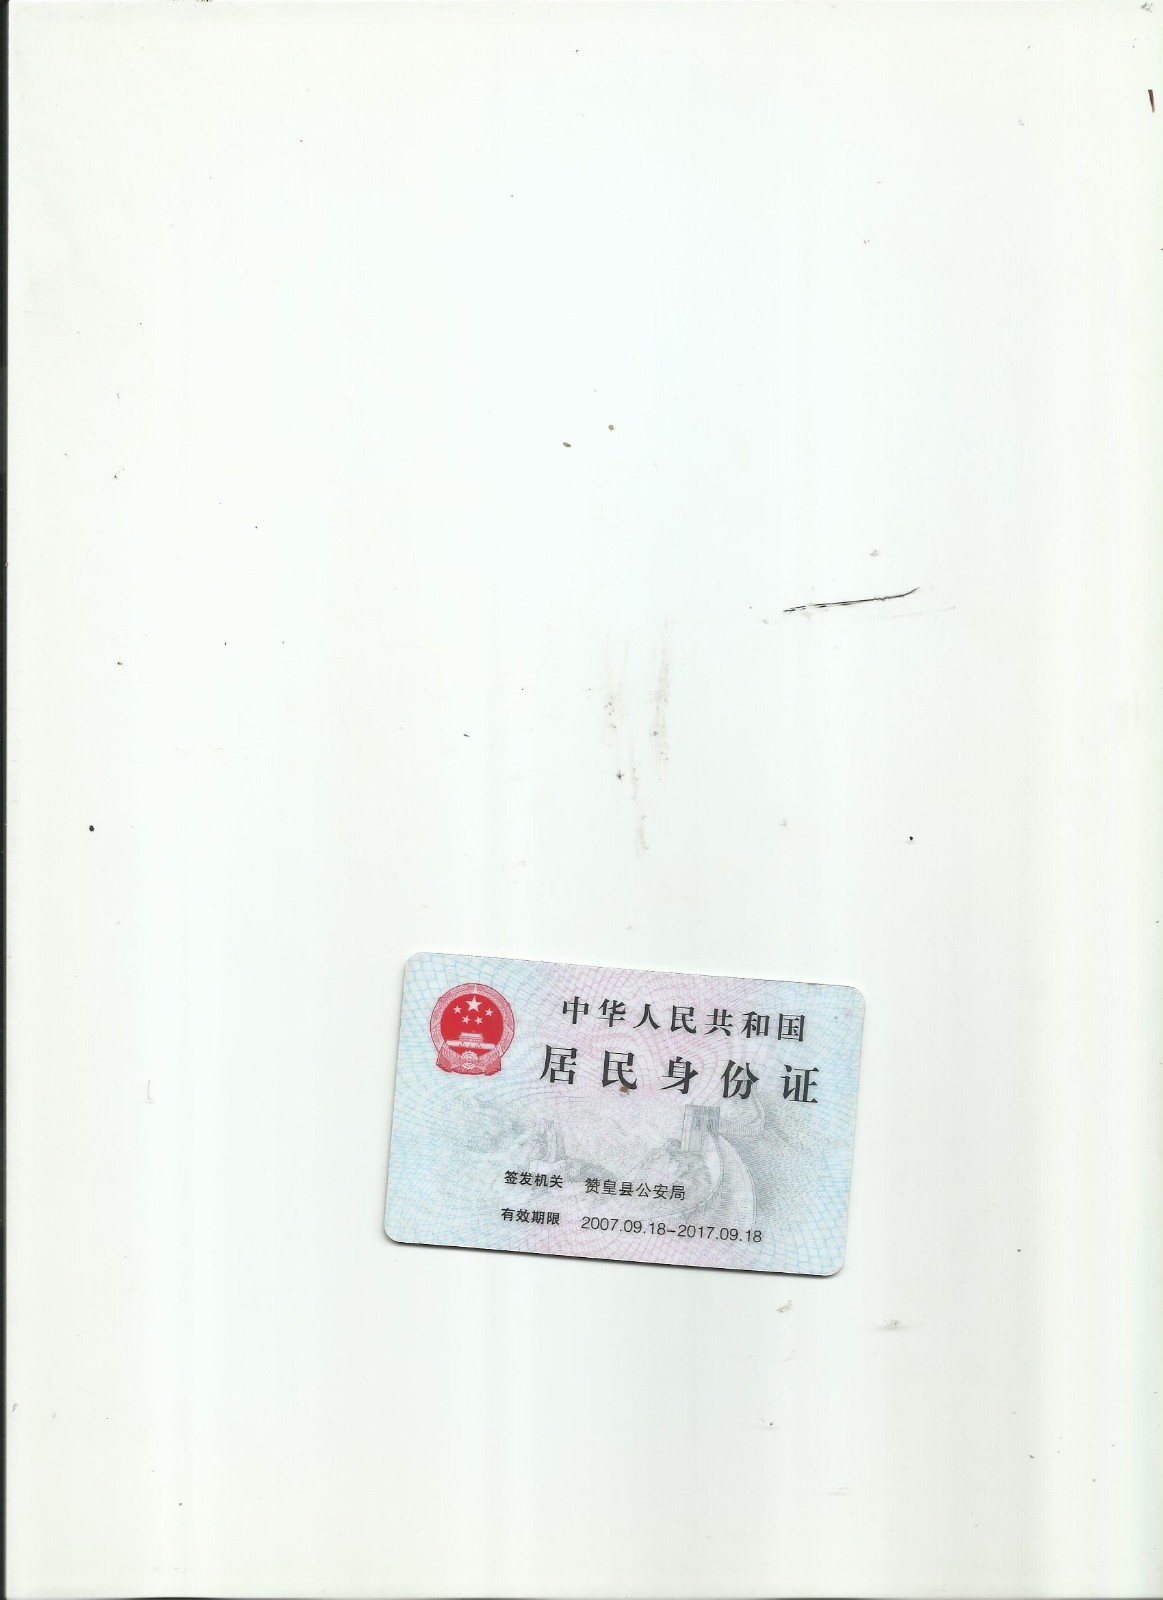 中华人民共和国
居民身份证
签发机关 赞皇县公安局
有效期限 2007.09.18-2017.09.18